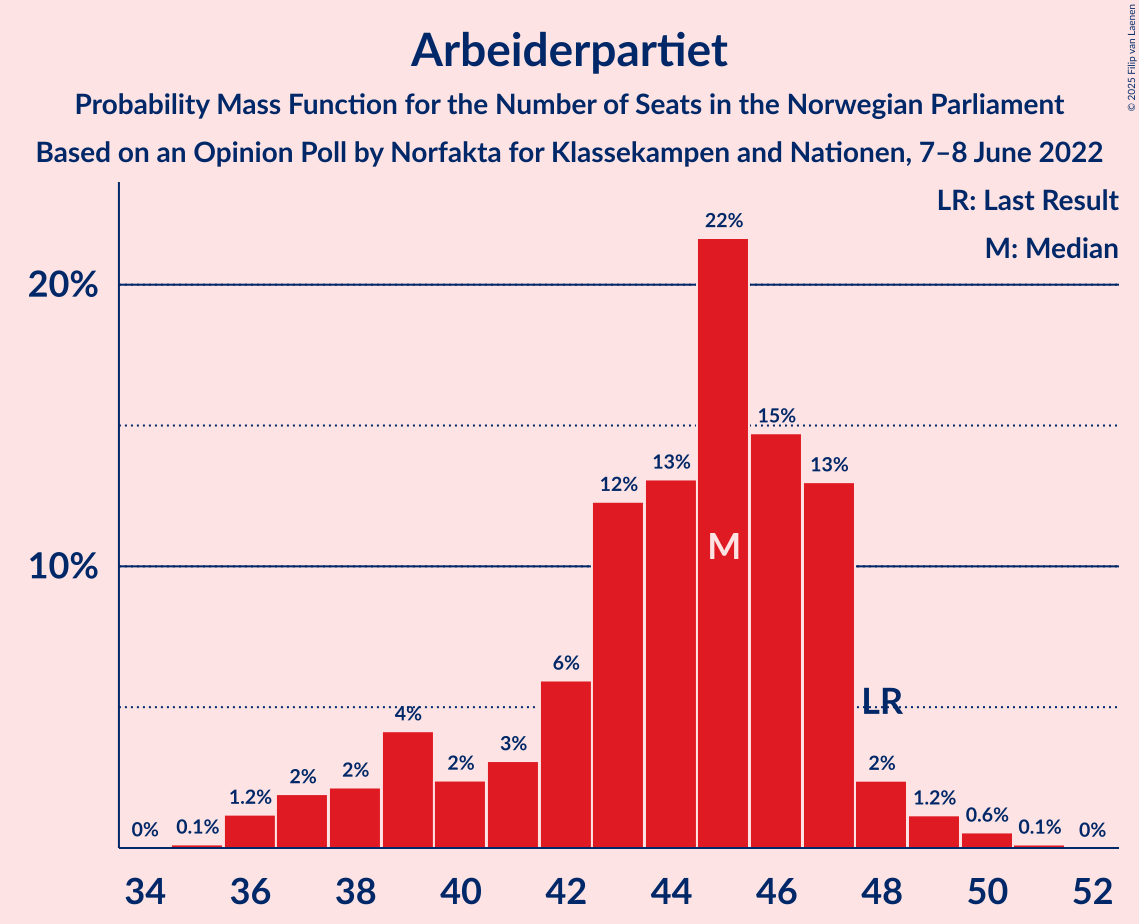 Arbeiderpartiet
Probability Mass Function for the Number of Seats in the Norwegian Parliament
Based on an Opinion Poll by Norfakta for Klassekampen and Nationen, 7–8 June 2022
© 2025 Filip van Laenen
LR: Last Result
M: Median
20%
10%
0%
0.1%
1.2%
2%
2%
4%
2%
3%
6%
12%
13%
22%
15%
13%
2%
1.2%
0.6%
0.1%
0%
M
LR
34 36 38 40 42 44 46 48 50 52